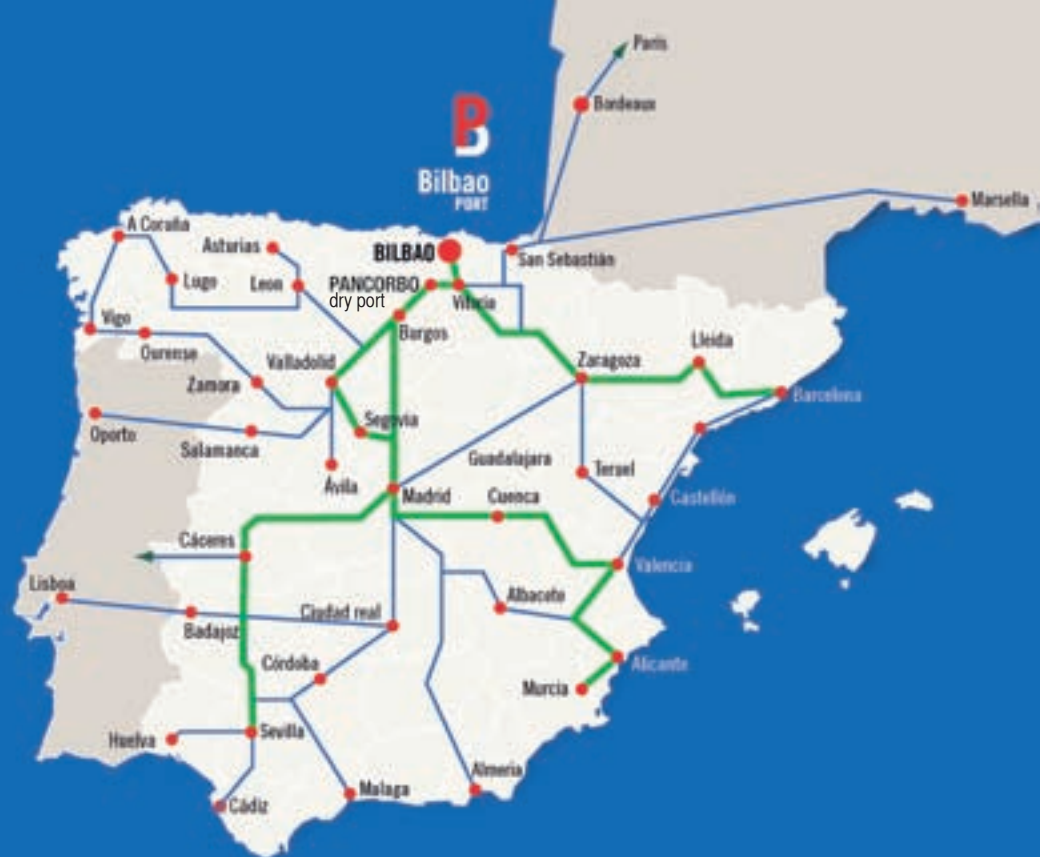 Paris
Bordeaux
PB
Bilbao
PORT
Marsella
A Coruña
Asturias
BILBAO
San Sebastián
Lugo
Leon
PANCORBO
dry port
Vitoria
Vigo
Burgos
Ourense
Valladolid
Zaragoza
Lleida
Zamora
Barcelona
Oporto
Segovia
Salamanca
Guadalajara
Teruel
Ávila
Madrid
Cuenca
Castellón
Cáceres
Valencia
Lisboa
Albacete
Badajoz
Ciudad real
Córdoba
Alicante
Murcia
Huelva
Sevilla
Almeria
Malaga
Cádiz